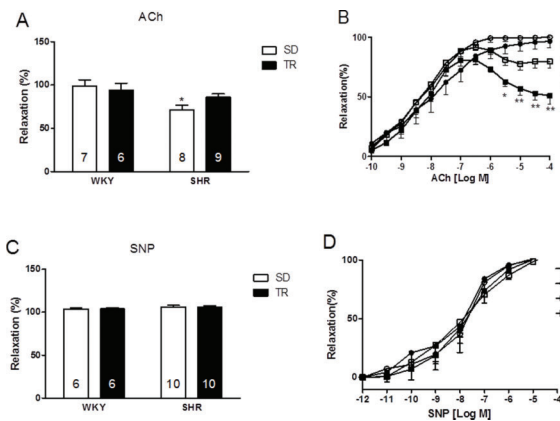 A
ACh
Relaxation (%)
150
100
50
0
7
6
8
9
*
WKY
SHR
SD
TR
B
Relaxation(%)
100
50
0
*
**
**
**
-10
-9
-8
-7
-6
-5
-4
ACh [Log M]
C
SNP
Relaxation (%)
150
100
50
0
6
6
10
10
WKY
SHR
SD
TR
D
Relaxation(%)
100
50
0
-12
-11
-10
-9
-8
-7
-6
-5
-4
SNP [Log M]